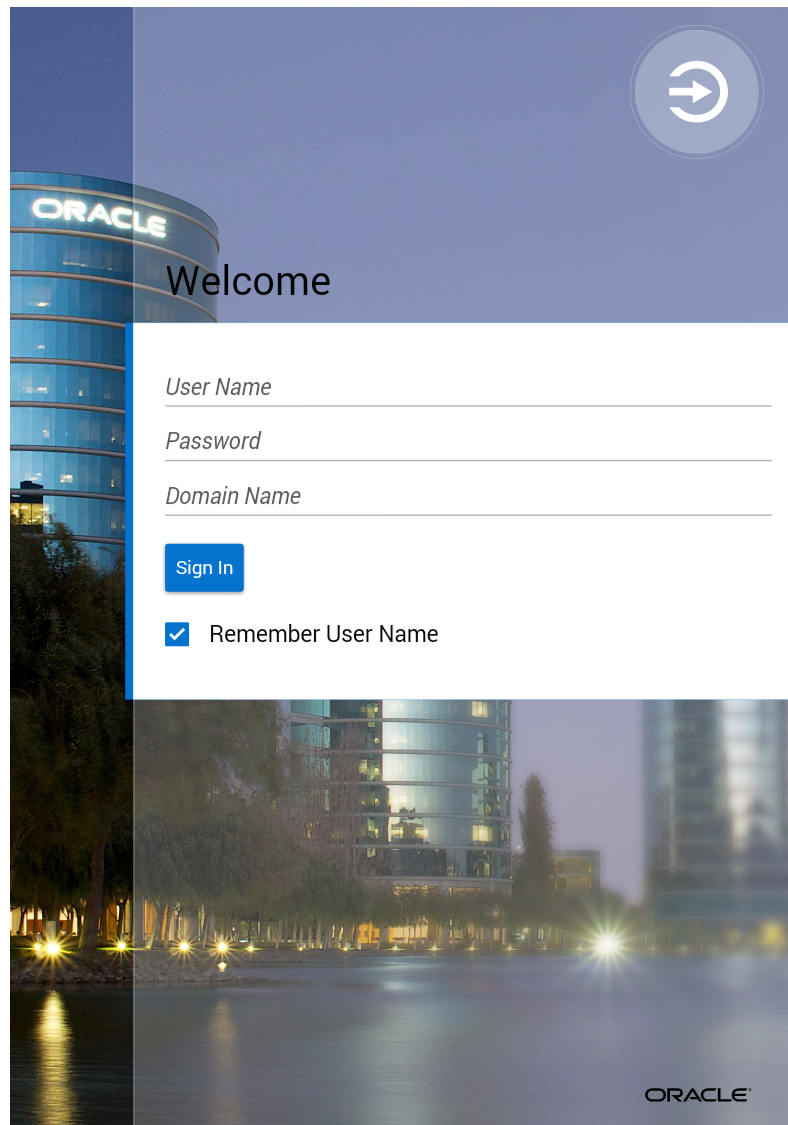 ORACLE
Welcome
User Name
Password
Domain Name
Sign In
Remember User Name
ORACLE®